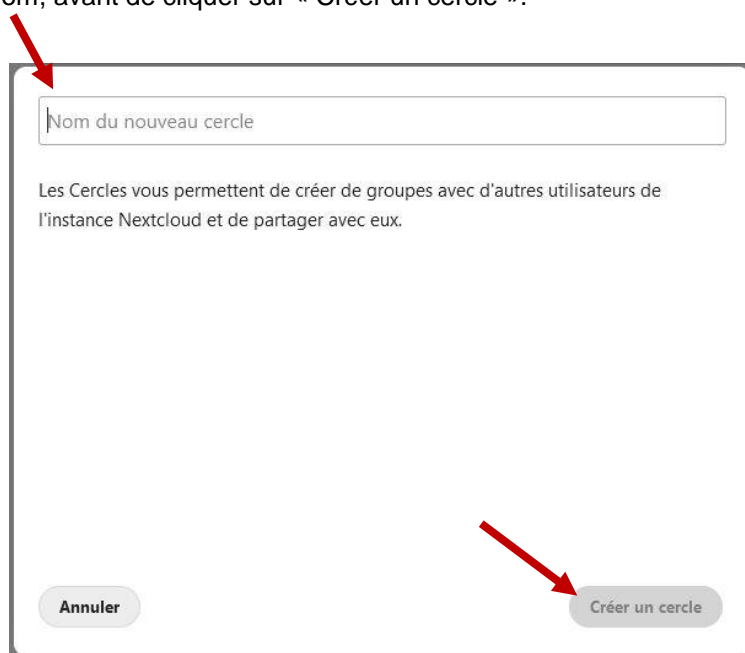 nom, avant de cliquer sur « Créer un cercle ».
Nom du nouveau cercle
Les Cercles vous permettent de créer de groupes avec d'autres utilisateurs de
l'instance Nextcloud et de partager avec eux.
Annuler
Créer un cercle